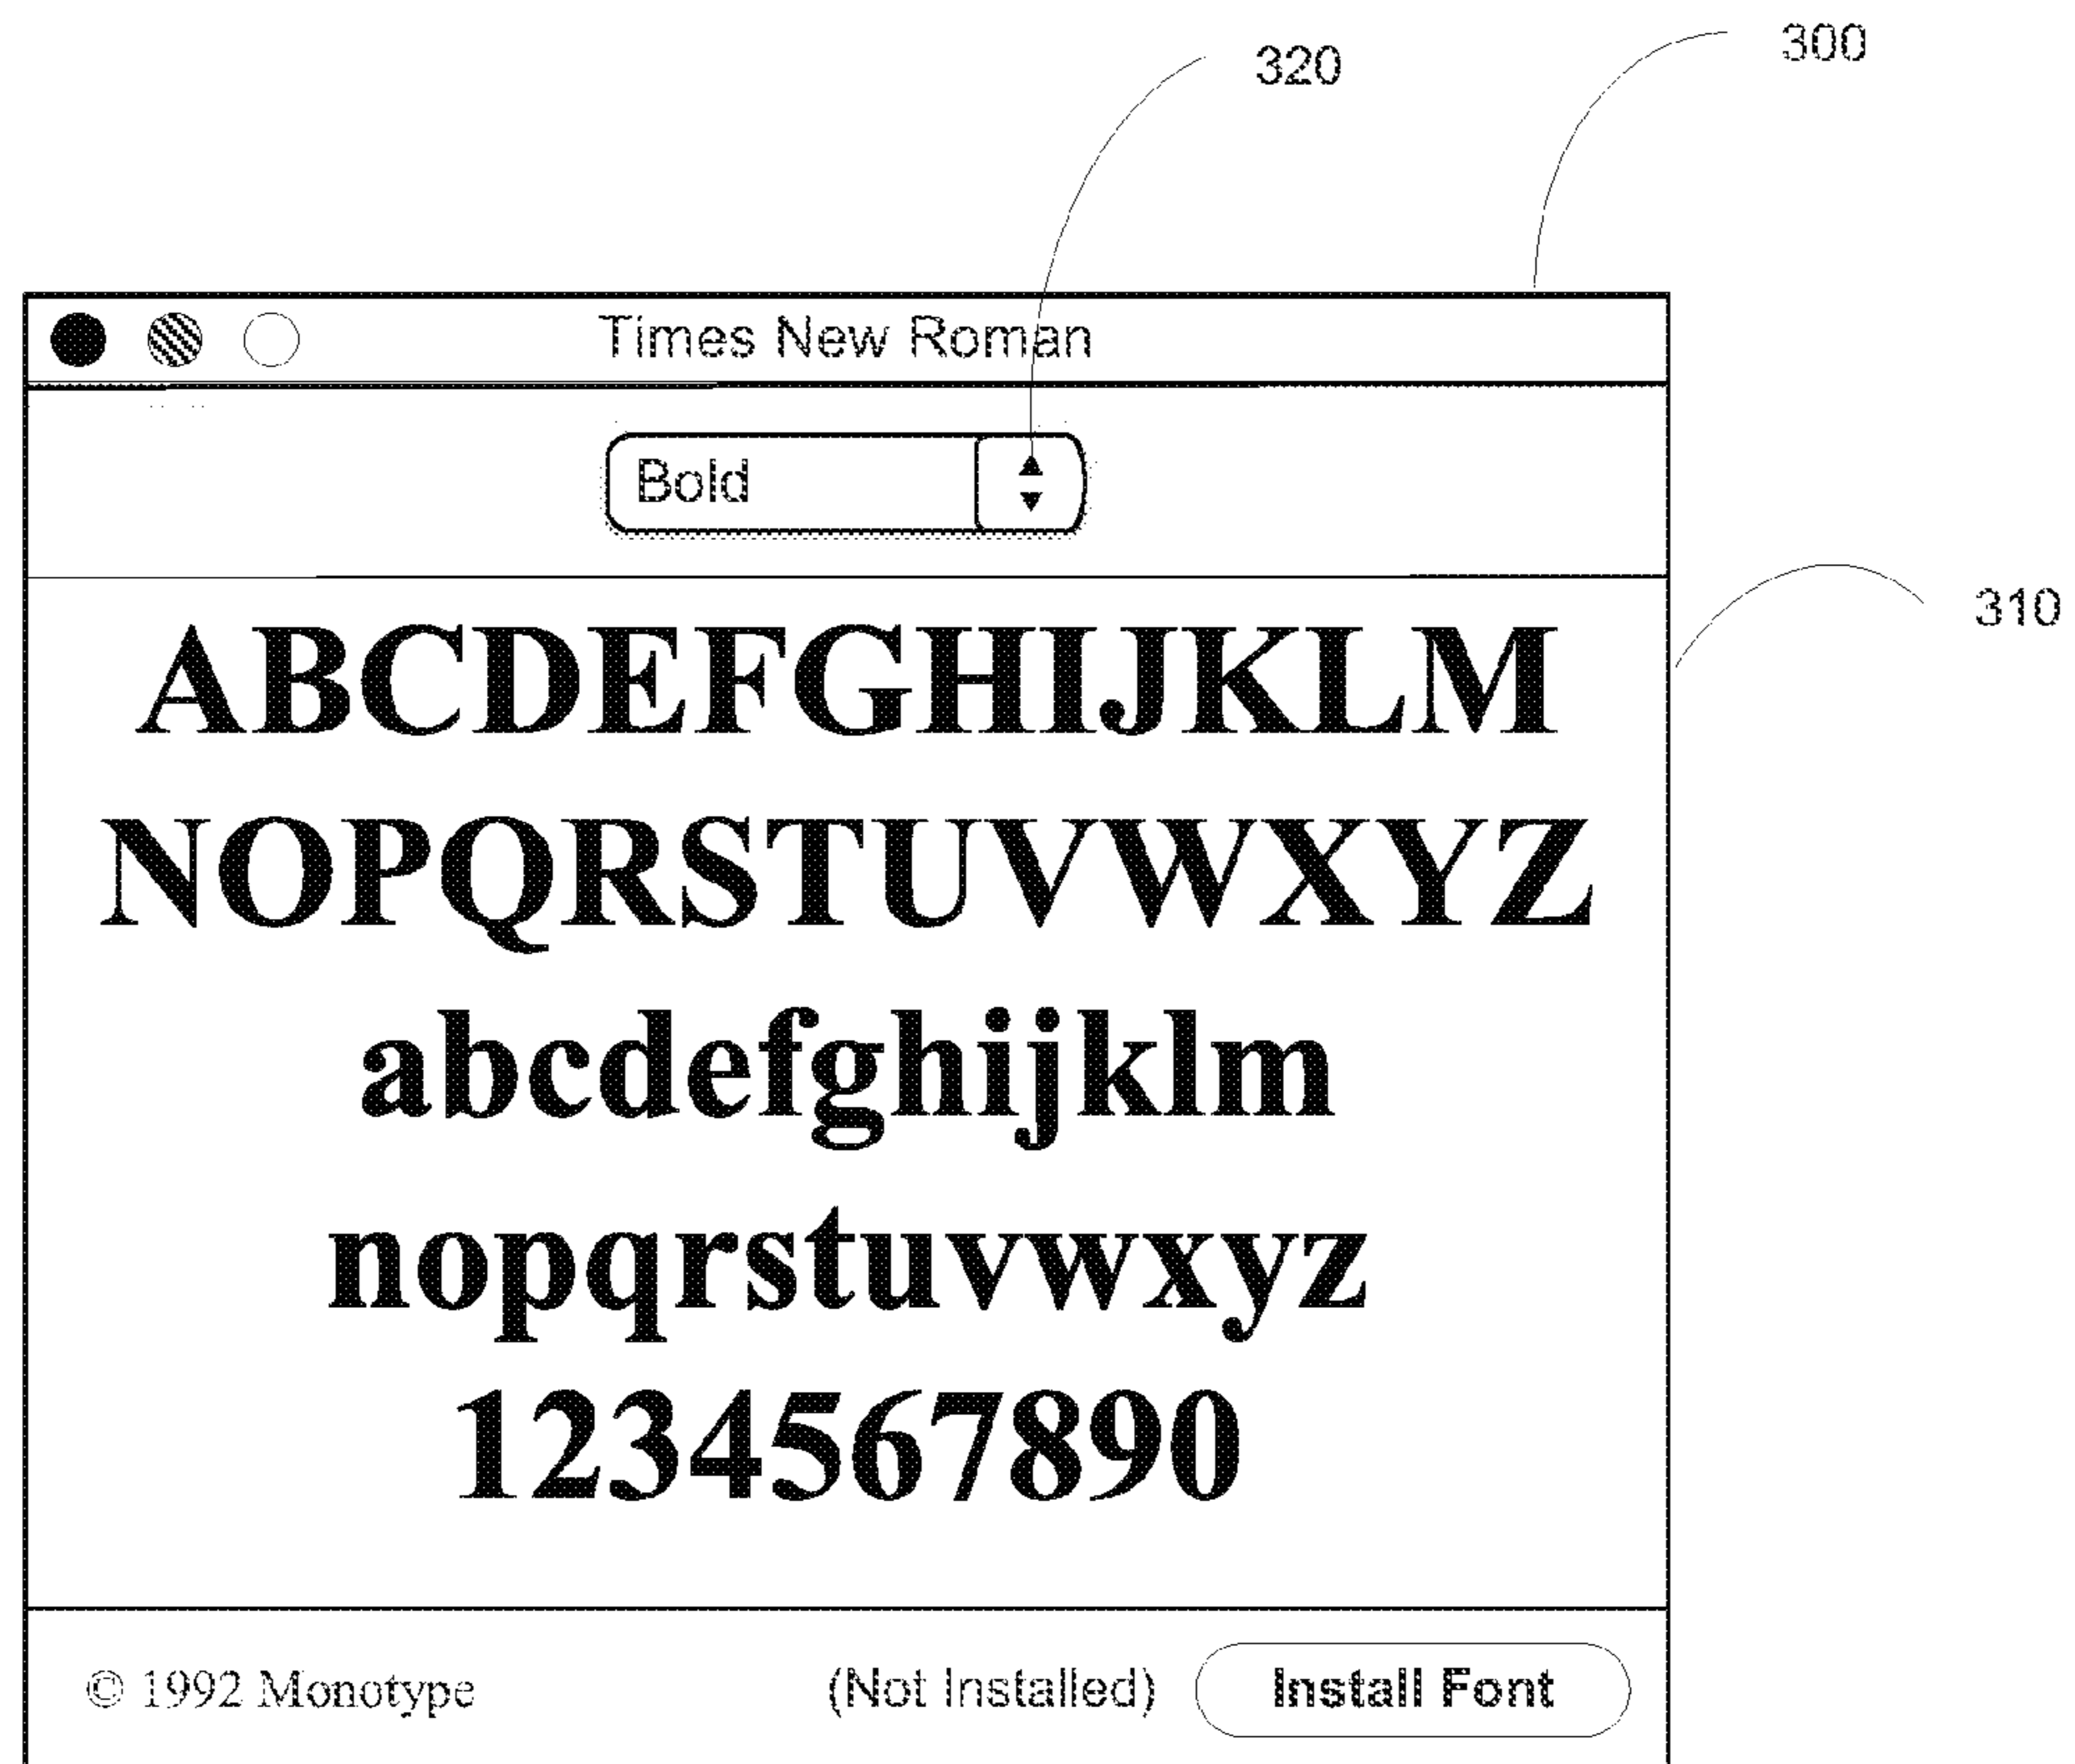 300
320
Times New Roman
Bold
310
ABCDEFGHIJKLM
NOPQRSTUVWXYZ
abcdefghijklm
nopqrstuvwxyz
1234567890
© 1992 Monotype (Not Installed) Install Font